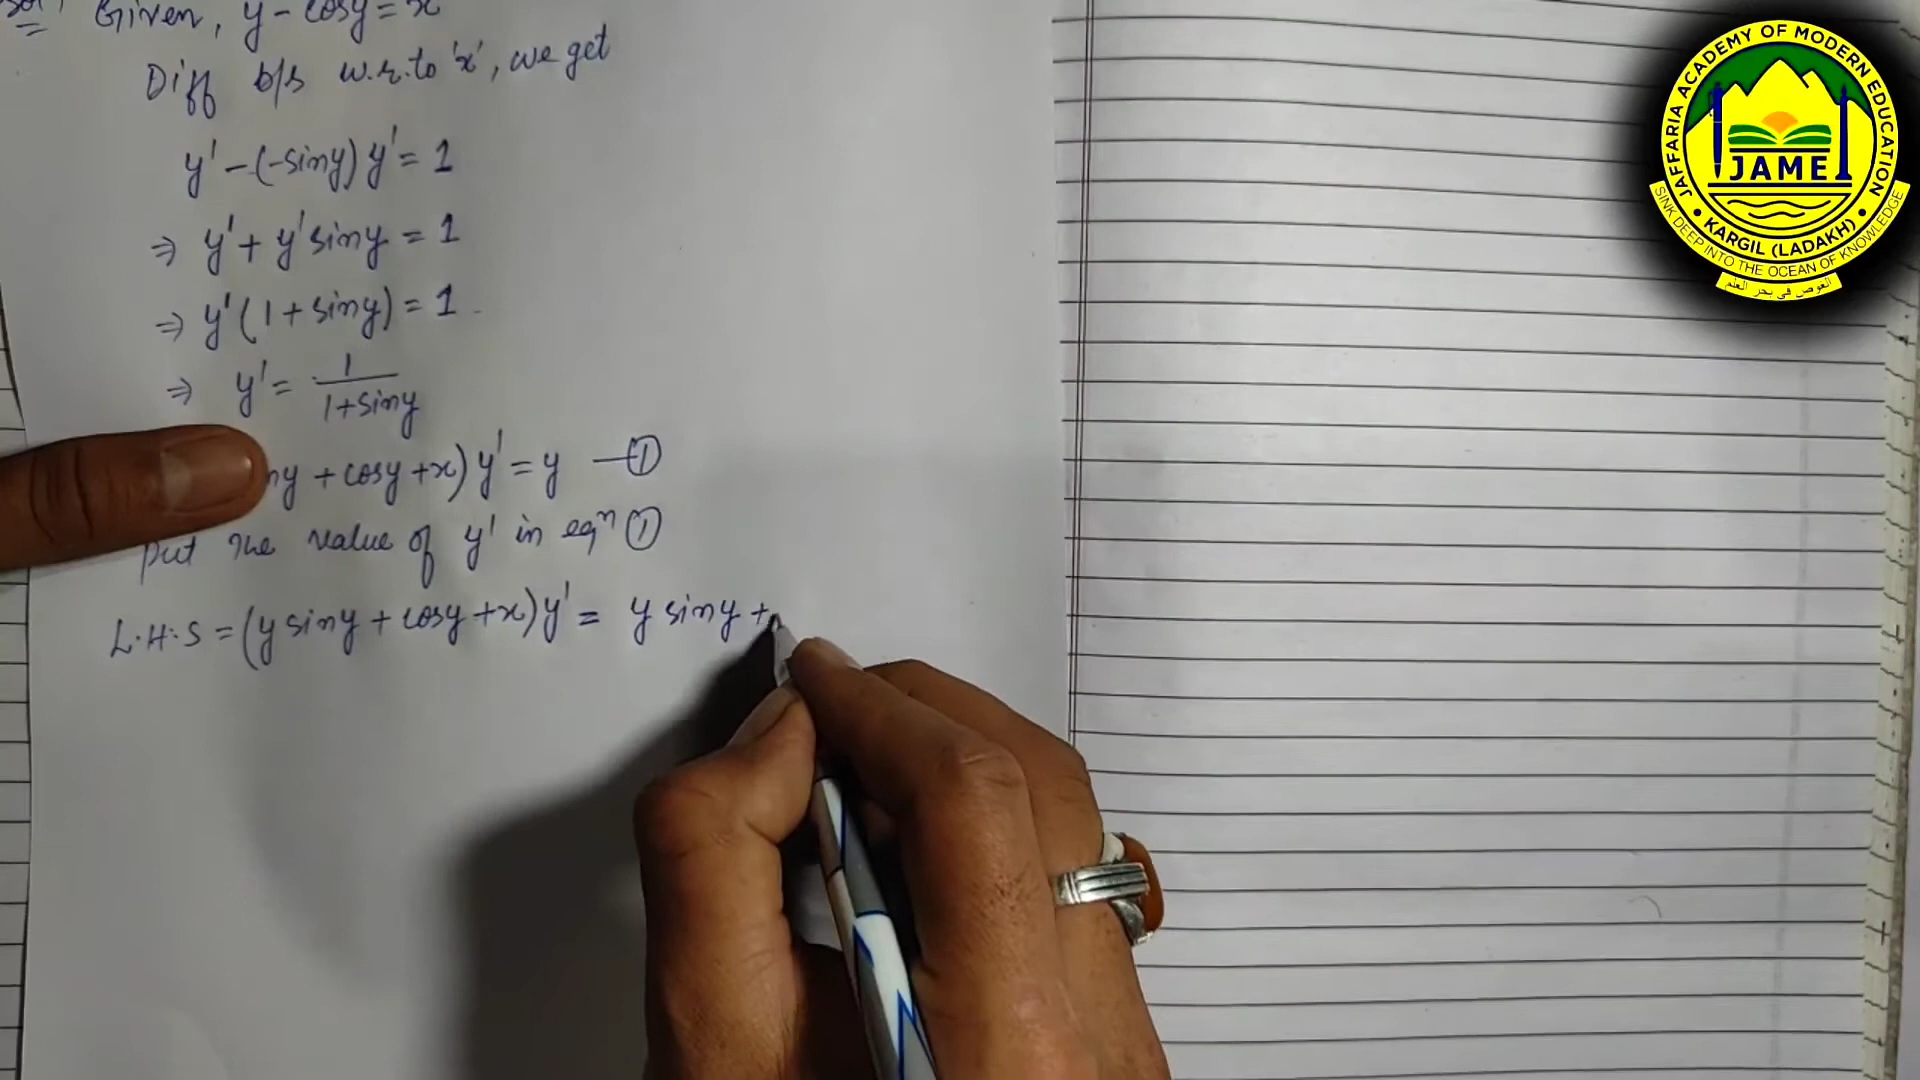 Given, y - cosy = x
Diff b/s w.r.to 'x', we get
y' - (-siny) y' = 1
⇒ y' + y' siny = 1
⇒ y' (1 + siny) = 1
⇒ y' = 1/(1+siny)
y + cosy + x) y' = y — ①
put the value of y' in eqⁿ ①
L.H.S = (y siny + cosy + x) y' = y siny +
JAFFARIA ACADEMY OF MODERN EDUCATION
JAME
• KARGIL (LADAKH) •
SINK DEEP INTO THE OCEAN OF KNOWLEDGE
الغوص في بحر العلم